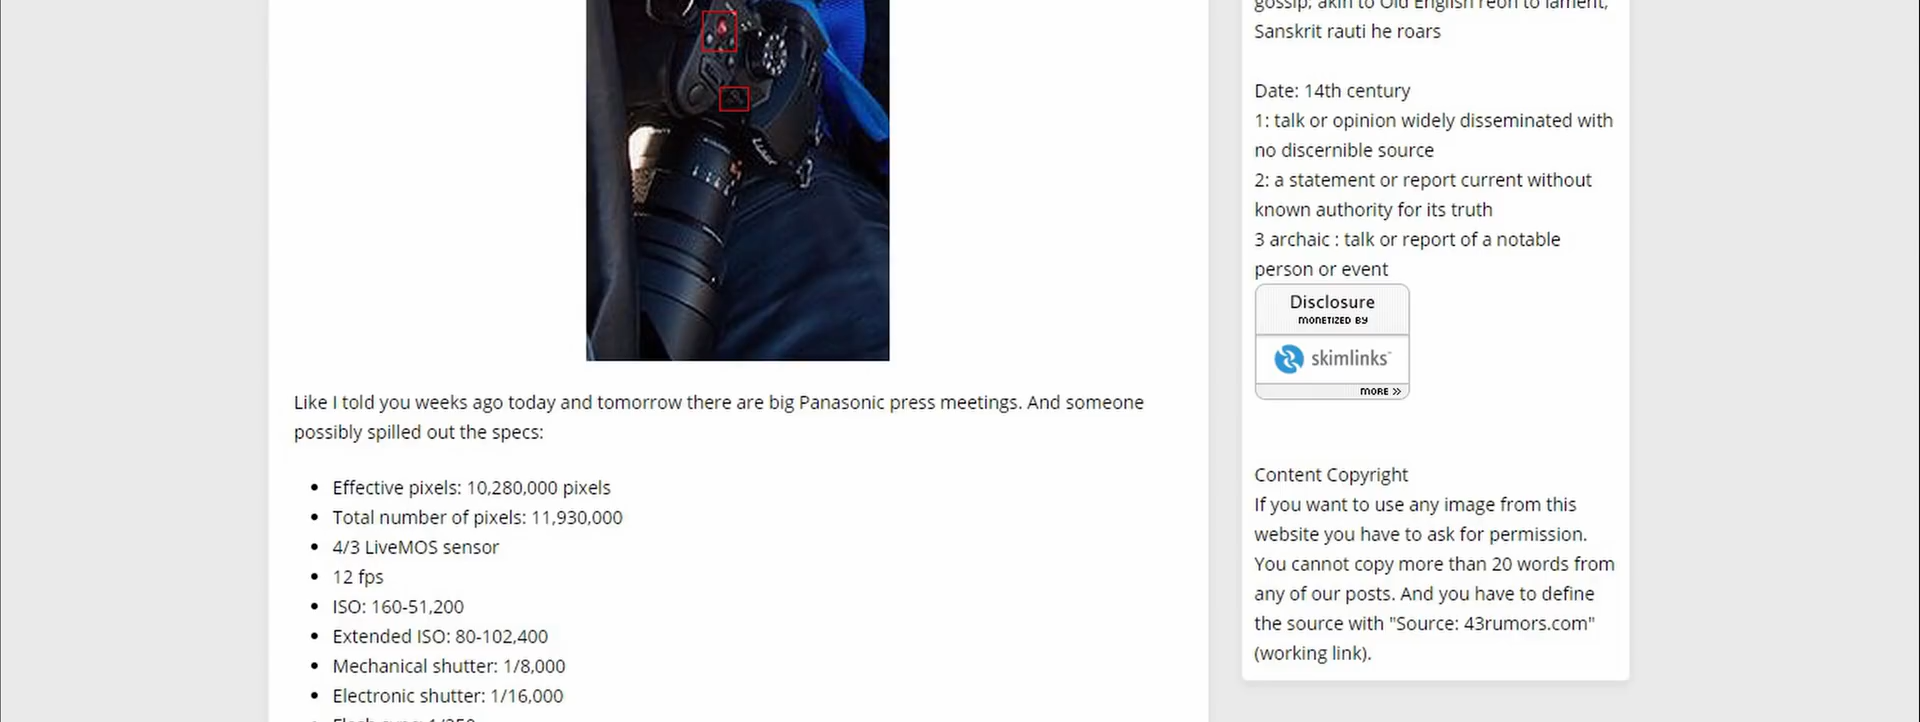 Like I told you weeks ago today and tomorrow there are big Panasonic press meetings. And someone
possibly spilled out the specs:
• Effective pixels: 10,280,000 pixels
• Total number of pixels: 11,930,000
• 4/3 LiveMOS sensor
• 12 fps
• ISO: 160-51,200
• Extended ISO: 80-102,400
• Mechanical shutter: 1/8,000
• Electronic shutter: 1/16,000
gossip; akin to Old English rēon to lament,
Sanskrit rauti he roars
Date: 14th century
1: talk or opinion widely disseminated with
no discernible source
2: a statement or report current without
known authority for its truth
3 archaic : talk or report of a notable
person or event
Disclosure
MONETIZED BY
skimlinks™
MORE »
Content Copyright
If you want to use any image from this
website you have to ask for permission.
You cannot copy more than 20 words from
any of our posts. And you have to define
the source with "Source: 43rumors.com"
(working link).